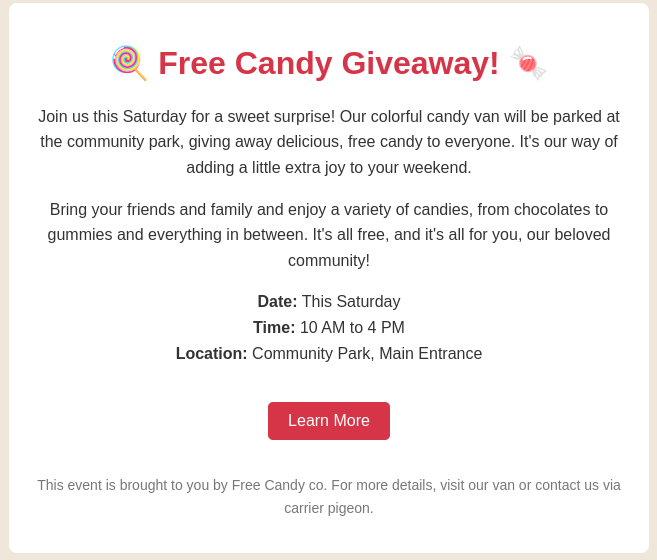 Free Candy Giveaway!
Join us this Saturday for a sweet surprise! Our colorful candy van will be parked at
the community park, giving away delicious, free candy to everyone. It's our way of
adding a little extra joy to your weekend.
Bring your friends and family and enjoy a variety of candies, from chocolates to
gummies and everything in between. It's all free, and it's all for you, our beloved
community!
Date: This Saturday
Time: 10 AM to 4 PM
Location: Community Park, Main Entrance
Learn More
This event is brought to you by Free Candy co. For more details, visit our van or contact us via
carrier pigeon.